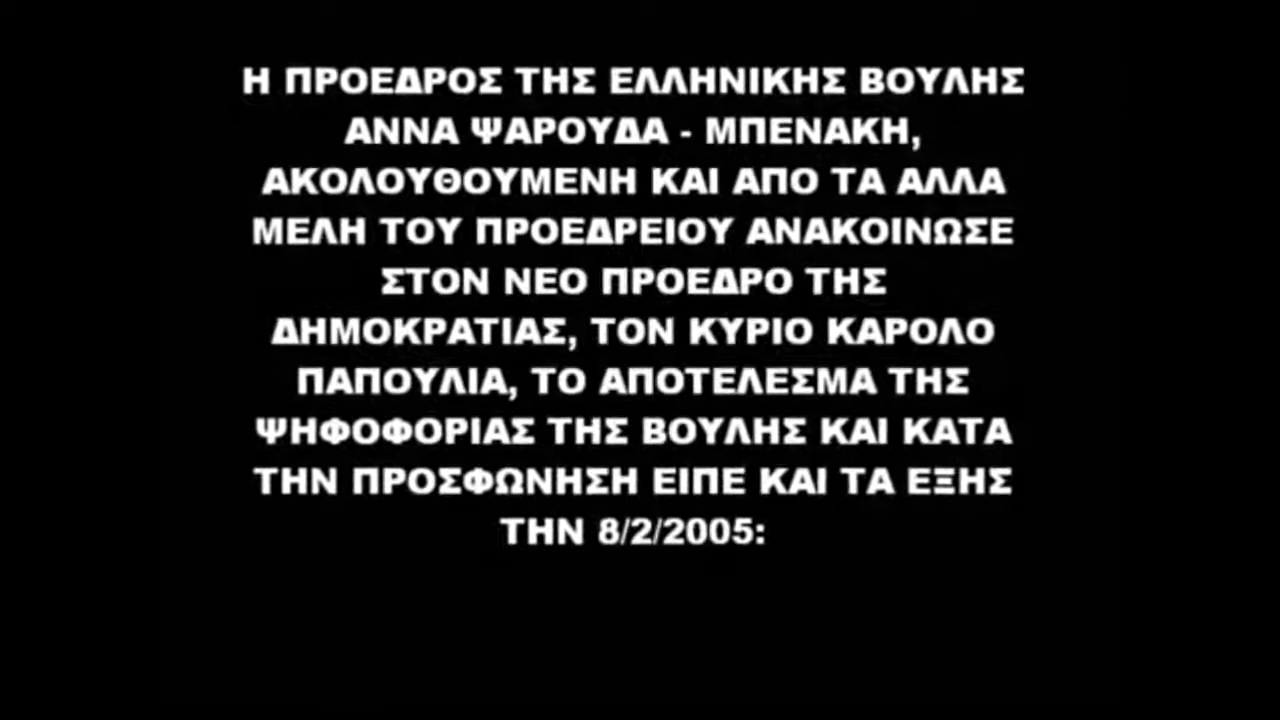 Η ΠΡΟΕΔΡΟΣ ΤΗΣ ΕΛΛΗΝΙΚΗΣ ΒΟΥΛΗΣ
ΑΝΝΑ ΨΑΡΟΥΔΑ - ΜΠΕΝΑΚΗ,
ΑΚΟΛΟΥΘΟΥΜΕΝΗ ΚΑΙ ΑΠΟ ΤΑ ΑΛΛΑ
ΜΕΛΗ ΤΟΥ ΠΡΟΕΔΡΕΙΟΥ ΑΝΑΚΟΙΝΩΣΕ
ΣΤΟΝ ΝΕΟ ΠΡΟΕΔΡΟ ΤΗΣ
ΔΗΜΟΚΡΑΤΙΑΣ, ΤΟΝ ΚΥΡΙΟ ΚΑΡΟΛΟ
ΠΑΠΟΥΛΙΑ, ΤΟ ΑΠΟΤΕΛΕΣΜΑ ΤΗΣ
ΨΗΦΟΦΟΡΙΑΣ ΤΗΣ ΒΟΥΛΗΣ ΚΑΙ ΚΑΤΑ
ΤΗΝ ΠΡΟΣΦΩΝΗΣΗ ΕΙΠΕ ΚΑΙ ΤΑ ΕΞΗΣ
ΤΗΝ 8/2/2005: